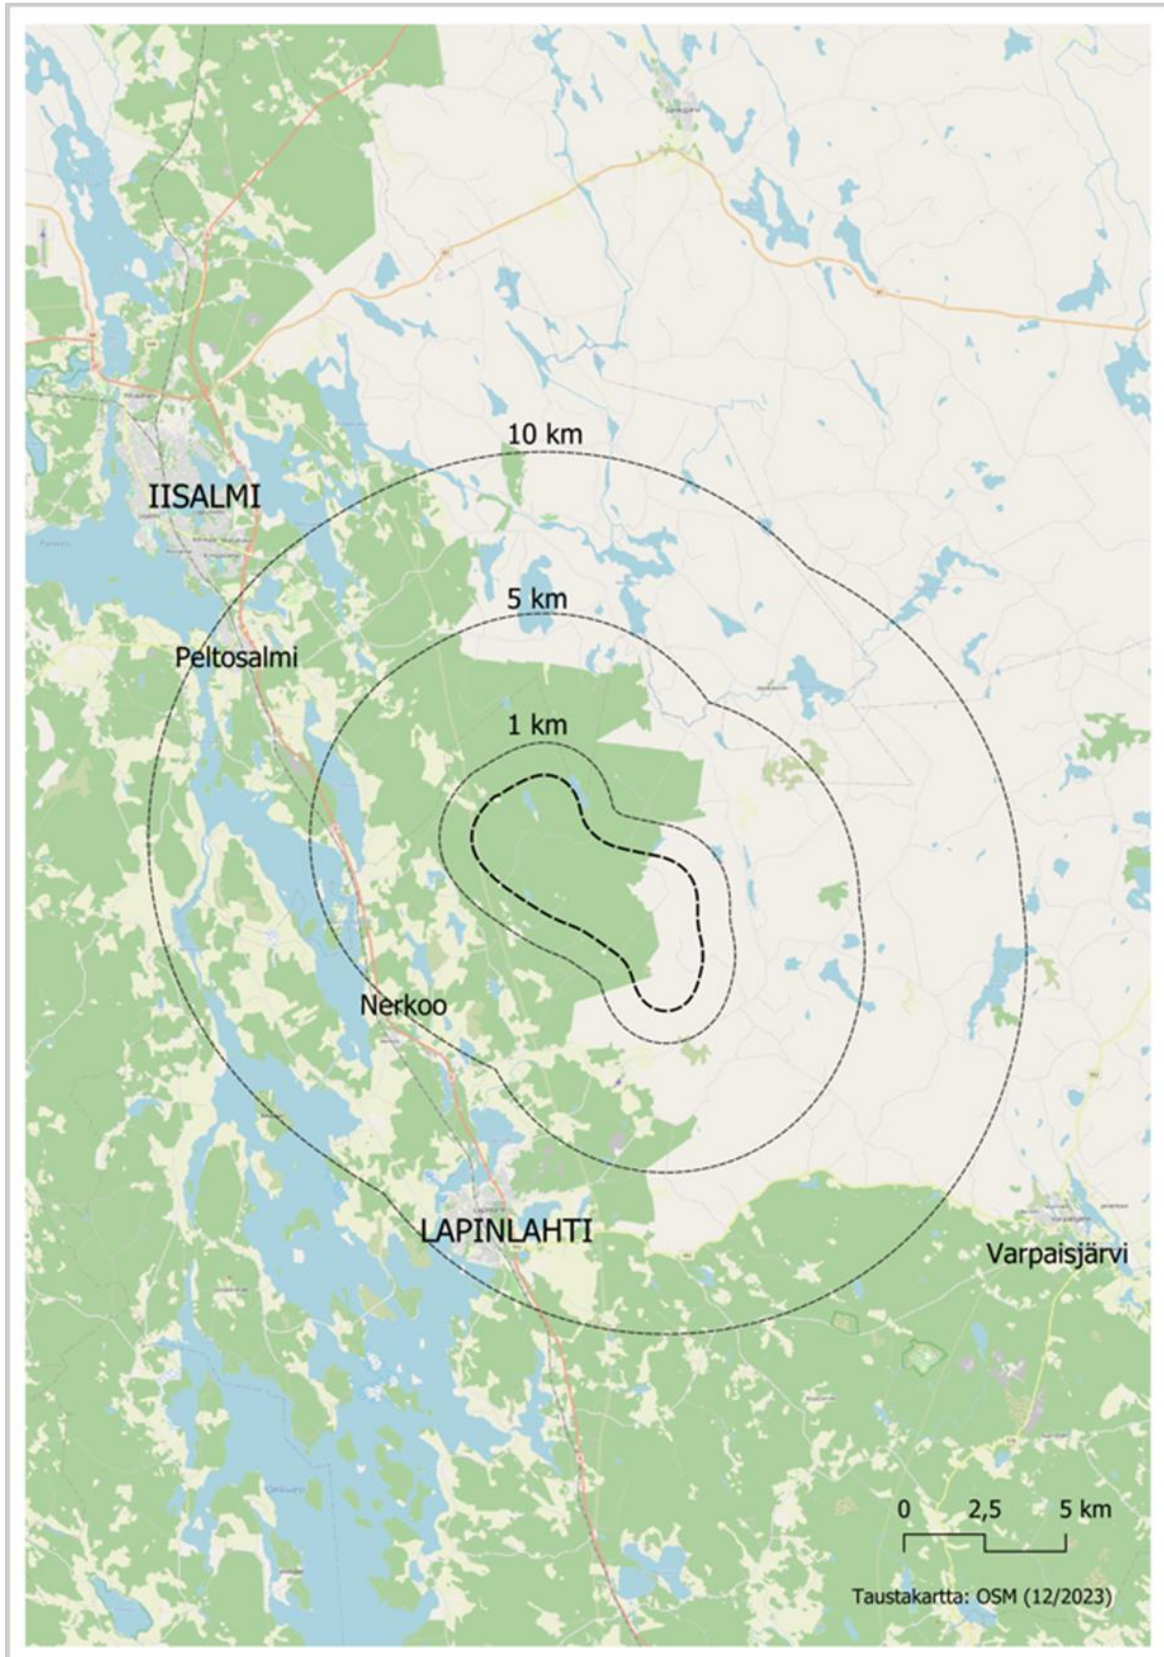 10 km
IISALMI
5 km
Peltosalmi
1 km
Nerkoo
LAPINLAHTI
Varpaisjärvi
0 2,5 5 km
Taustakartta: OSM (12/2023)